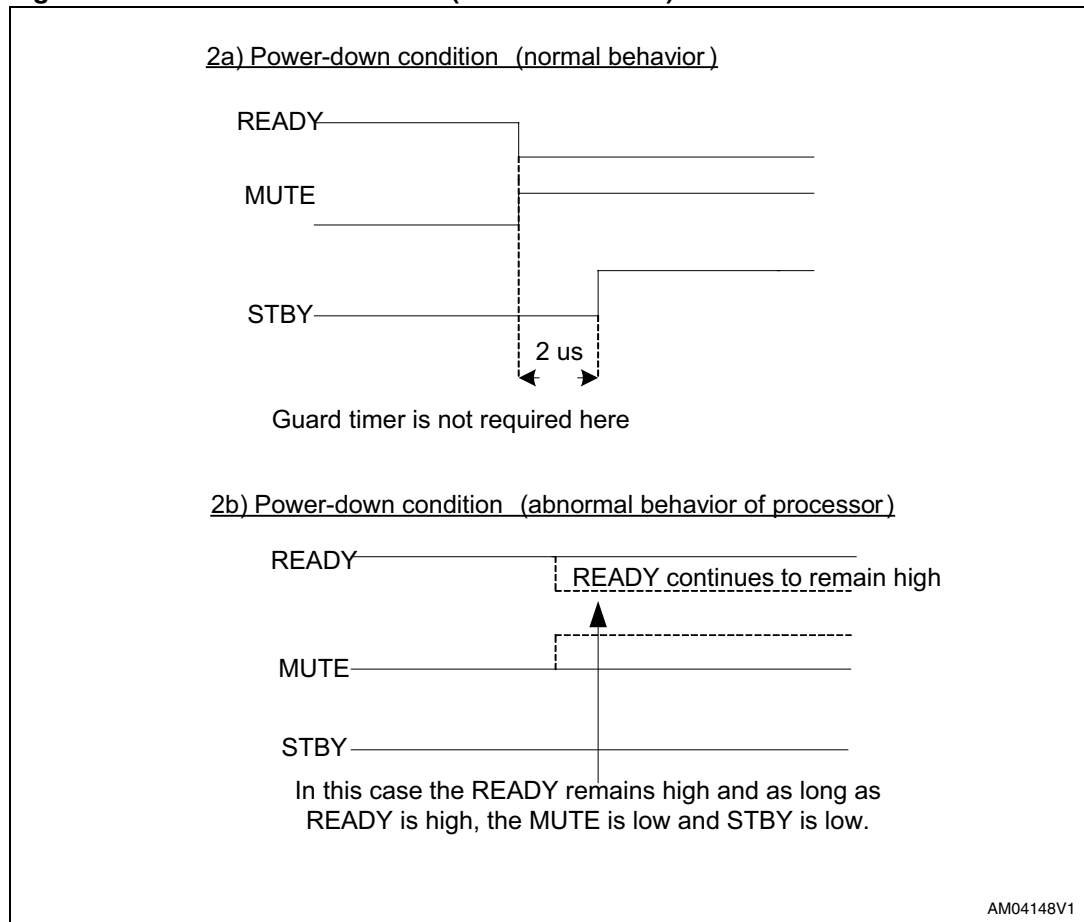 2a) Power-down condition (normal behavior)
READY
MUTE
STBY
2 us
Guard timer is not required here
2b) Power-down condition (abnormal behavior of processor)
READY
READY continues to remain high
MUTE
STBY
In this case the READY remains high and as long as
READY is high, the MUTE is low and STBY is low.
AM04148V1